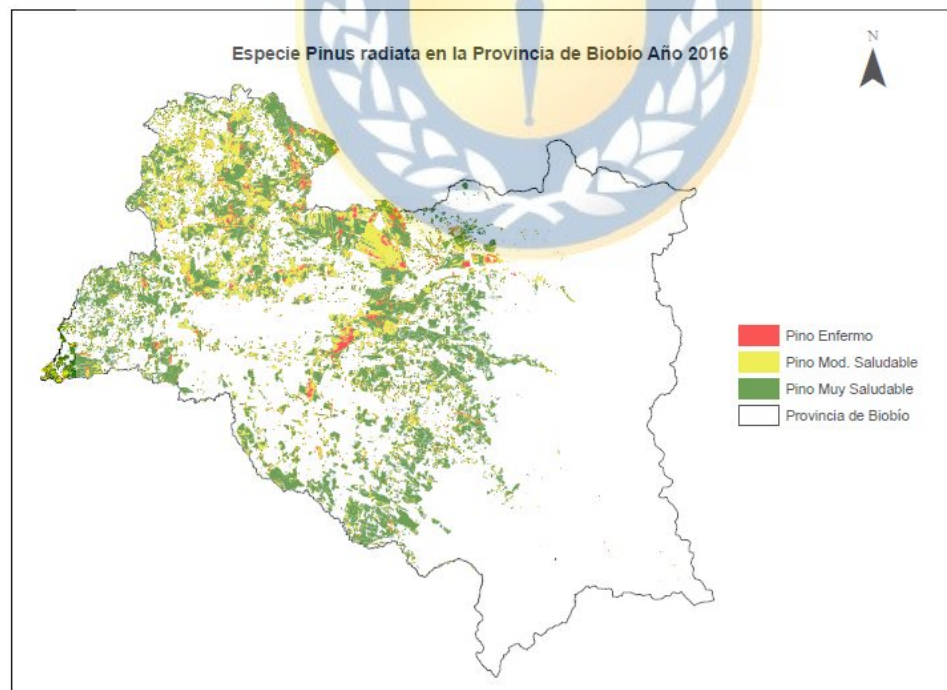 Especie Pinus radiata en la Provincia de Biobío Año 2016
N
Pino Enfermo
Pino Mod. Saludable
Pino Muy Saludable
Provincia de Biobío